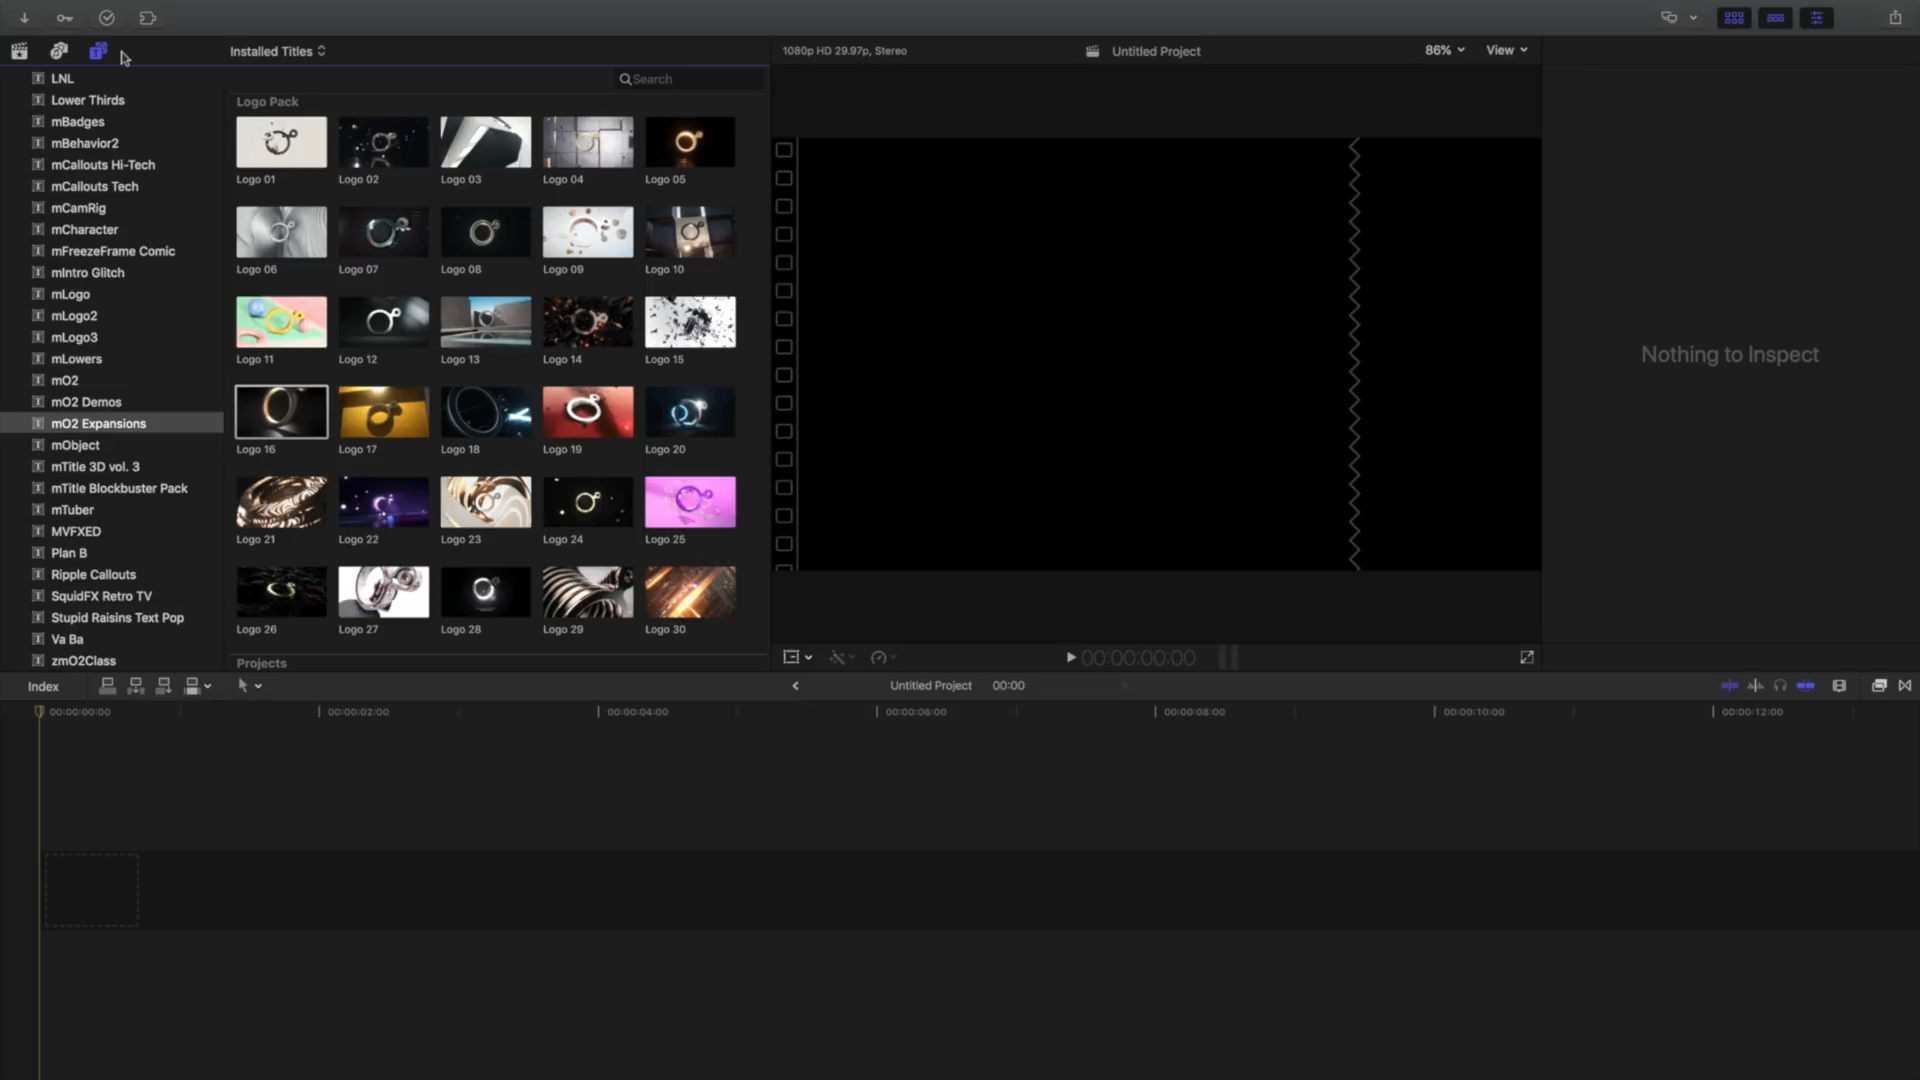 Installed Titles
1080p HD 29.97p, Stereo
Untitled Project
86%
View
Search
LNL
Lower Thirds
mBadges
mBehavior2
mCallouts Hi-Tech
mCallouts Tech
mCamRig
mCharacter
mFreezeFrame Comic
mIntro Glitch
mLogo
mLogo2
mLogo3
mLowers
mO2
mO2 Demos
mO2 Expansions
mObject
mTitle 3D vol. 3
mTitle Blockbuster Pack
mTuber
MVFXED
Plan B
Ripple Callouts
SquidFX Retro TV
Stupid Raisins Text Pop
Va Ba
zmO2Class
Logo Pack
Logo 01 Logo 02 Logo 03 Logo 04 Logo 05
Logo 06 Logo 07 Logo 08 Logo 09 Logo 10
Logo 11 Logo 12 Logo 13 Logo 14 Logo 15
Logo 16 Logo 17 Logo 18 Logo 19 Logo 20
Logo 21 Logo 22 Logo 23 Logo 24 Logo 25
Logo 26 Logo 27 Logo 28 Logo 29 Logo 30
Projects
Nothing to Inspect
00:00:00:00
Index
Untitled Project 00:00
00:00:00:00 00:00:02:00 00:00:04:00 00:00:06:00 00:00:08:00 00:00:10:00 00:00:12:00